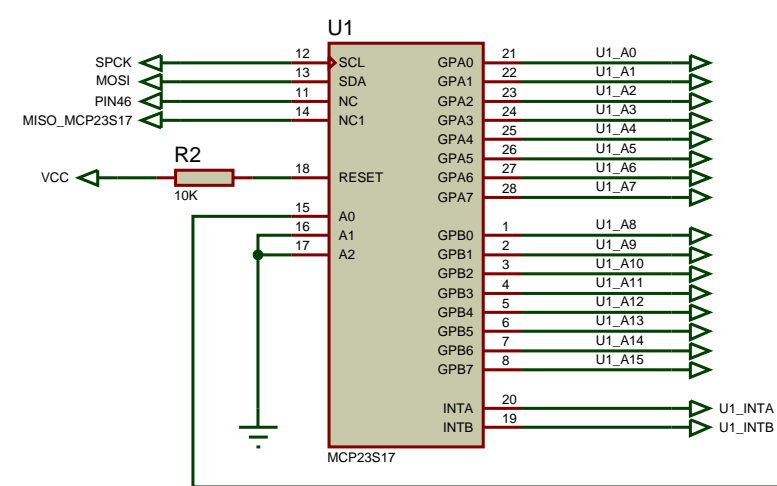 U1
SPCK 12 SCL GPA0 21 U1_A0
MOSI 13 SDA GPA1 22 U1_A1
PIN46 11 NC GPA2 23 U1_A2
MISO_MCP23S17 14 NC1 GPA3 24 U1_A3
GPA4 25 U1_A4
R2 GPA5 26 U1_A5
VCC 18 RESET GPA6 27 U1_A6
10K GPA7 28 U1_A7
15 A0
16 A1 GPB0 1 U1_A8
17 A2 GPB1 2 U1_A9
GPB2 3 U1_A10
GPB3 4 U1_A11
GPB4 5 U1_A12
GPB5 6 U1_A13
GPB6 7 U1_A14
GPB7 8 U1_A15
INTA 20 U1_INTA
INTB 19 U1_INTB
MCP23S17